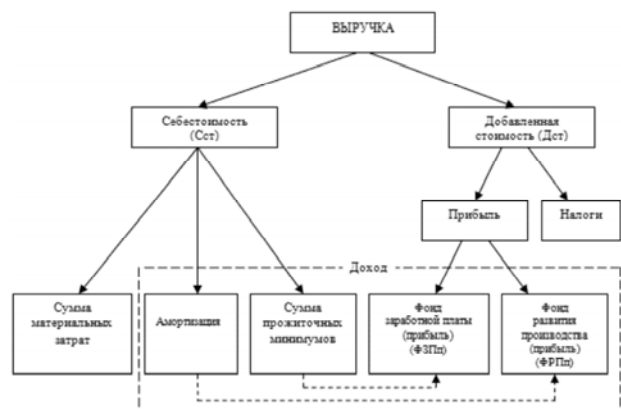 ВЫРУЧКА
Себестоимость
(Сст)
Добавленная
стоимость (Дст)
Прибыль
Налоги
Доход
Сумма
материальных
затрат
Амортизация
Сумма
прожиточных
минимумов
Фонд
заработной платы
(прибыль)
(ФЗПп)
Фонд
развития
производства
(прибыль)
(ФРПп)